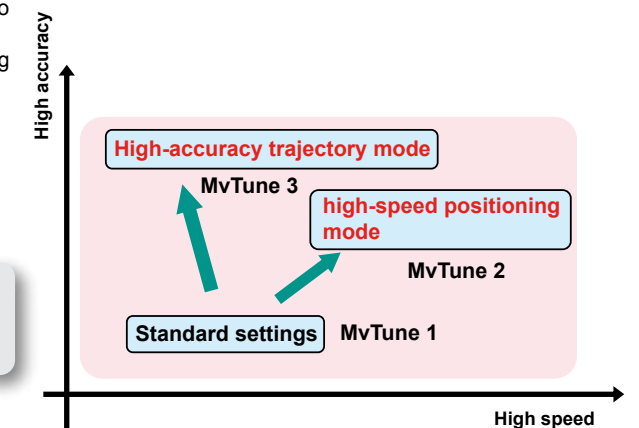 o
g
High accuracy
High-accuracy trajectory mode
MvTune 3
high-speed positioning
mode
MvTune 2
Standard settings
MvTune 1
High speed